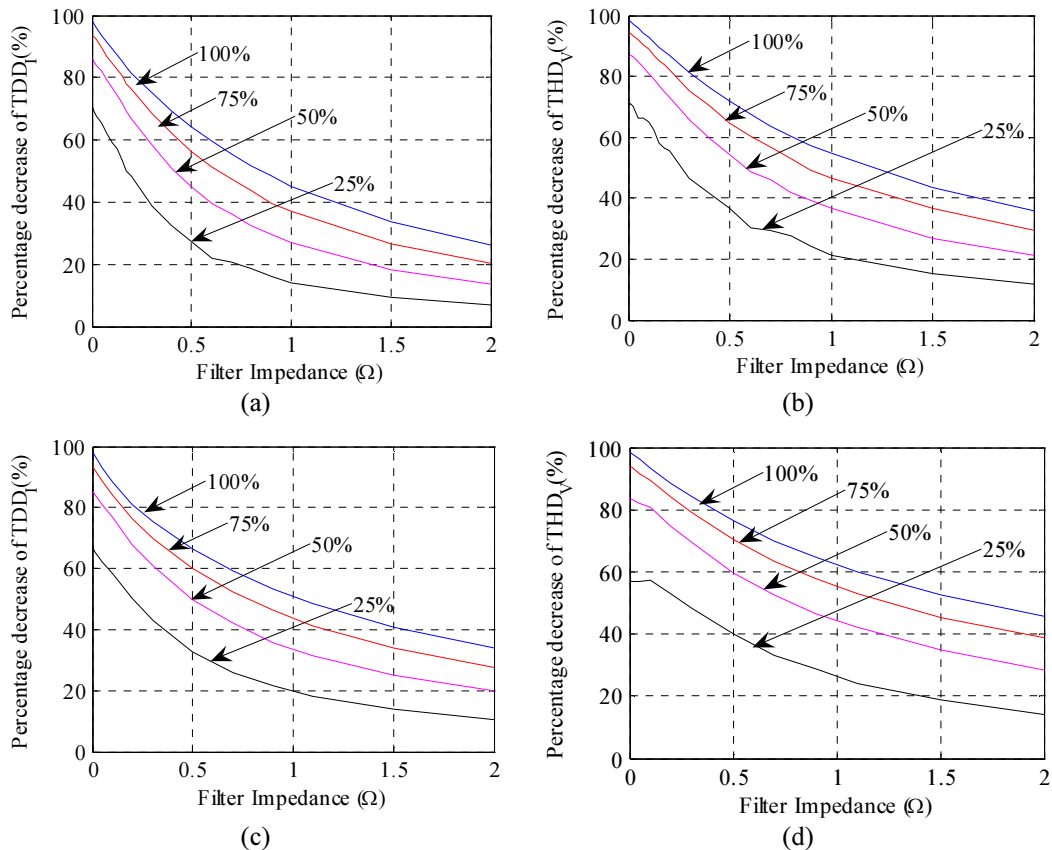 Percentage decrease of TDD_I(%)
100
80
60
40
20
0
100%
75%
50%
25%
0 0.5 1 1.5 2
Filter Impedance (Ω)
(a)
Percentage decrease of THD_V(%)
100
80
60
40
20
0
100%
75%
50%
25%
0 0.5 1 1.5 2
Filter Impedance (Ω)
(b)
Percentage decrease of TDD_I(%)
100
80
60
40
20
0
100%
75%
50%
25%
0 0.5 1 1.5 2
Filter Impedance (Ω)
(c)
Percentage decrease of THD_V(%)
100
80
60
40
20
0
100%
75%
50%
25%
0 0.5 1 1.5 2
Filter Impedance (Ω)
(d)